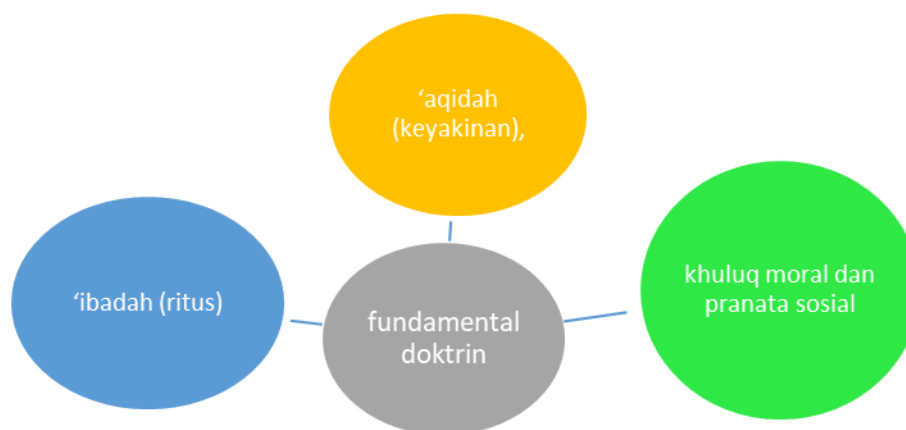 ‘aqidah
(keyakinan),
‘ibadah (ritus)
fundamental
doktrin
khuluq moral dan
pranata sosial